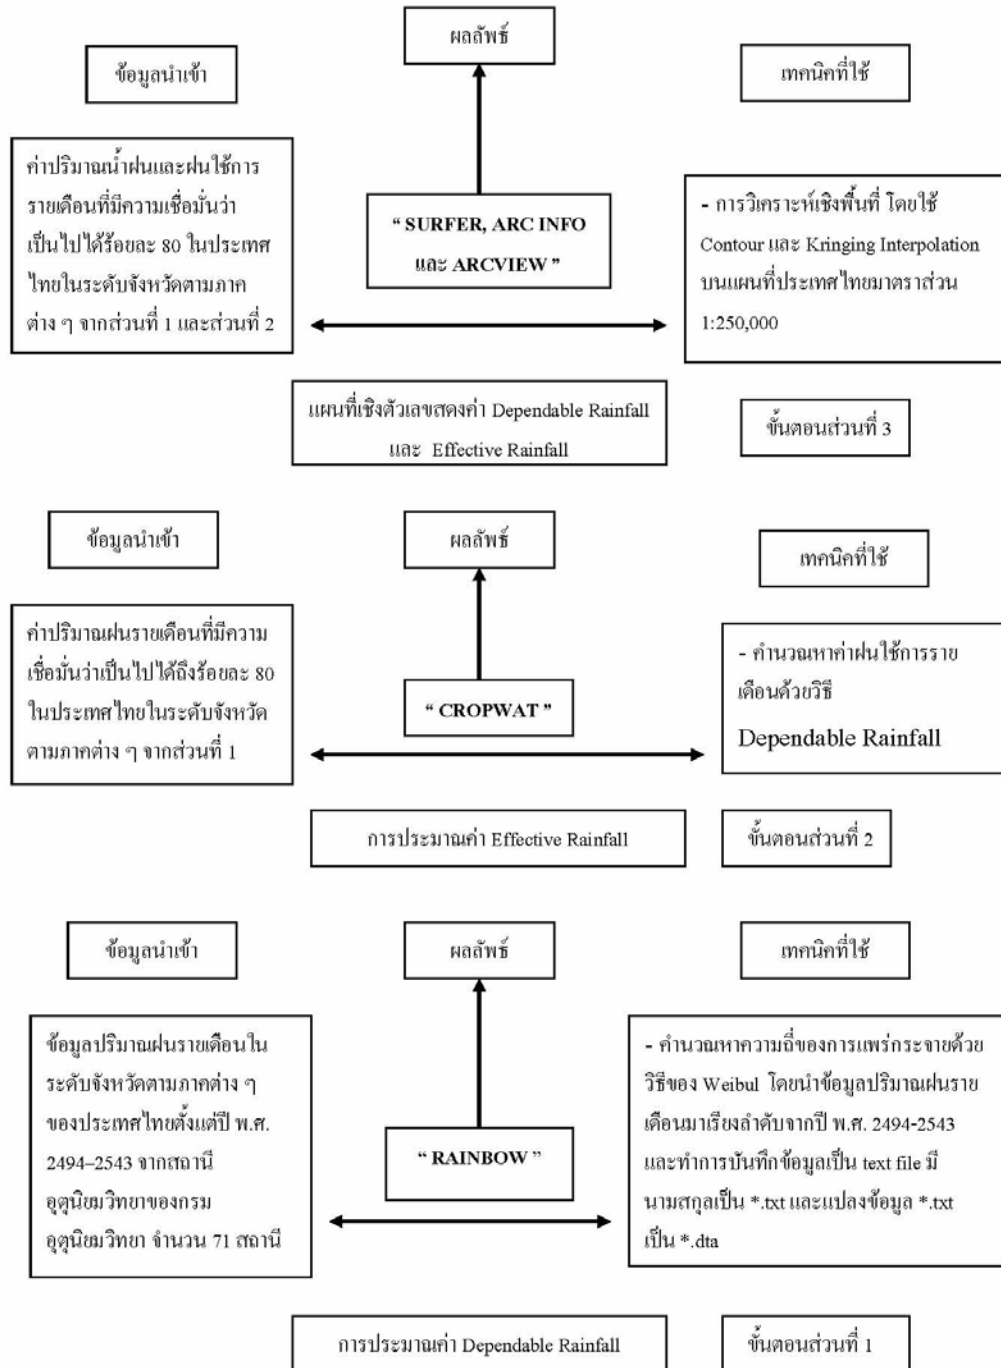 ผลลัพธ์
ข้อมูลนำเข้า
เทคนิคที่ใช้
ค่าปริมาณน้ำฝนและฝนใช้การ
รายเดือนที่มีความเชื่อมั่นว่า
เป็นไปได้ร้อยละ 80 ในประเทศ
ไทยในระดับจังหวัดตามภาค
ต่าง ๆ จากส่วนที่ 1 และส่วนที่ 2
“ SURFER, ARC INFO
และ ARCVIEW ”
- การวิเคราะห์เชิงพื้นที่ โดยใช้
Contour และ Kringing Interpolation
บนแผนที่ประเทศไทยมาตราส่วน
1:250,000
แผนที่เชิงตัวเลขสดงค่า Dependable Rainfall
และ Effective Rainfall
ขั้นตอนส่วนที่ 3
ข้อมูลนำเข้า
ผลลัพธ์
เทคนิคที่ใช้
ค่าปริมาณฝนรายเดือนที่มีความ
เชื่อมั่นว่าเป็นไปได้ถึงร้อยละ 80
ในประเทศไทยในระดับจังหวัด
ตามภาคต่าง ๆ จากส่วนที่ 1
“ CROPWAT ”
- คำนวณหาค่าฝนใช้การราย
เดือนด้วยวิธี
Dependable Rainfall
การประมาณค่า Effective Rainfall
ขั้นตอนส่วนที่ 2
ข้อมูลนำเข้า
ผลลัพธ์
เทคนิคที่ใช้
ข้อมูลปริมาณฝนรายเดือนใน
ระดับจังหวัดตามภาคต่าง ๆ
ของประเทศไทยตั้งแต่ปี พ.ศ.
2494–2543 จากสถานี
อุตุนิยมวิทยาของกรม
อุตุนิยมวิทยา จำนวน 71 สถานี
“ RAINBOW ”
- คำนวณหาความถี่ของการแพร่กระจายด้วย
วิธีของ Weibul โดยนำข้อมูลปริมาณฝนราย
เดือนมาเรียงลำดับจากปี พ.ศ. 2494-2543
และทำการบันทึกข้อมูลเป็น text file มี
นามสกุลเป็น *.txt และแปลงข้อมูล *.txt
เป็น *.dta
การประมาณค่า Dependable Rainfall
ขั้นตอนส่วนที่ 1